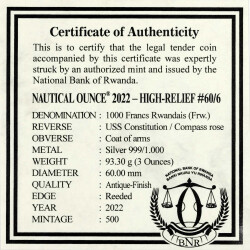 Certificate of Authenticity
This is to certify that the legal tender coin
accompanied by this certificate was expertly
struck by an authorized mint and issued by the
National Bank of Rwanda.
NAUTICAL OUNCE® 2022 – HIGH-RELIEF #60/6
DENOMINATION : 1000 Francs Rwandais (Frw.)
REVERSE : USS Constitution / Compass rose
OBVERSE : Coat of arms
METAL : Silver 999/1.000
WEIGHT : 93.30 g (3 Ounces)
DIAMETER : 60.00 mm
QUALITY : Antique-Finish
EDGE : Reeded
YEAR : 2022
MINTAGE : 500
NATIONAL BANK OF RWANDA
BANKI NKURU Y'U RWANDA
BNR